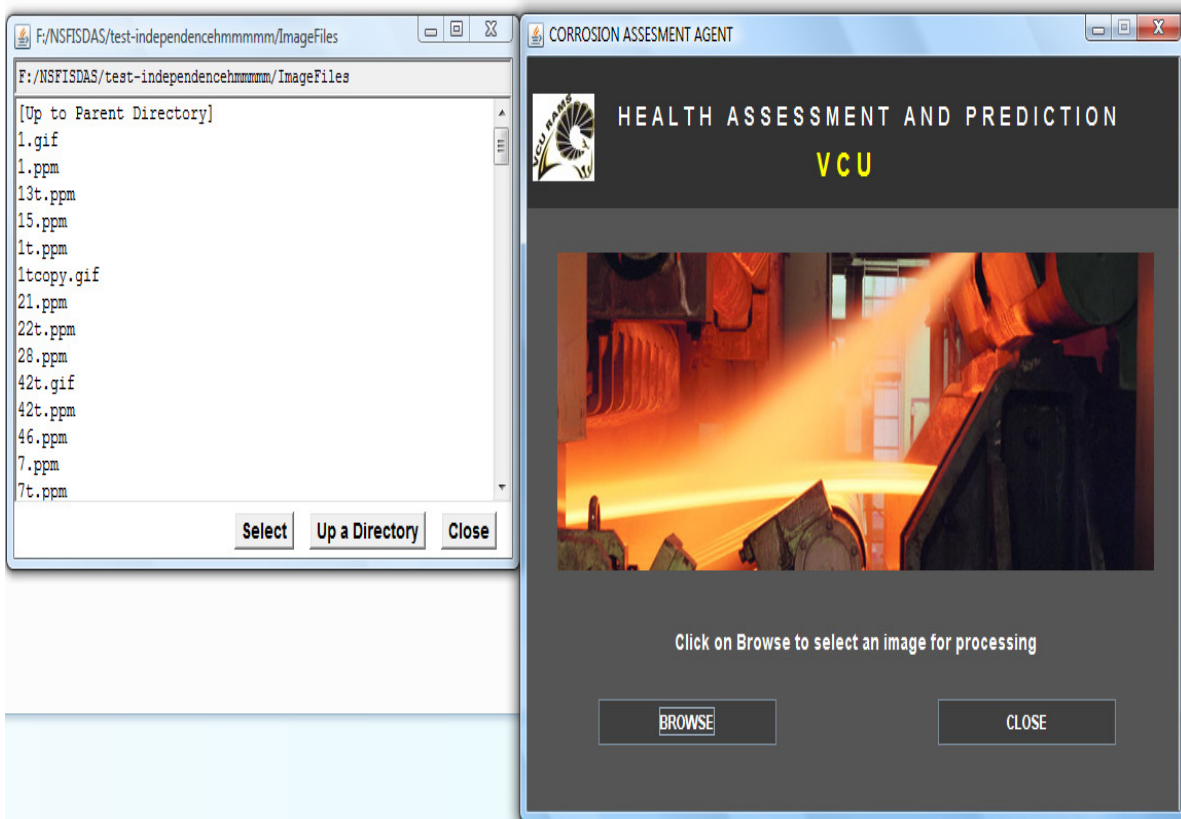 F:/NSFISDAS/test-independencehmmmmm/ImageFiles
F:/NSFISDAS/test-independencehmmmmm/ImageFiles
[Up to Parent Directory]
1.gif
1.ppm
13t.ppm
15.ppm
1t.ppm
1tcopy.gif
21.ppm
22t.ppm
28.ppm
42t.gif
42t.ppm
46.ppm
7.ppm
7t.ppm
Select Up a Directory Close
CORROSION ASSESMENT AGENT
VCU RAMS
HEALTH ASSESSMENT AND PREDICTION
VCU
Click on Browse to select an image for processing
BROWSE CLOSE